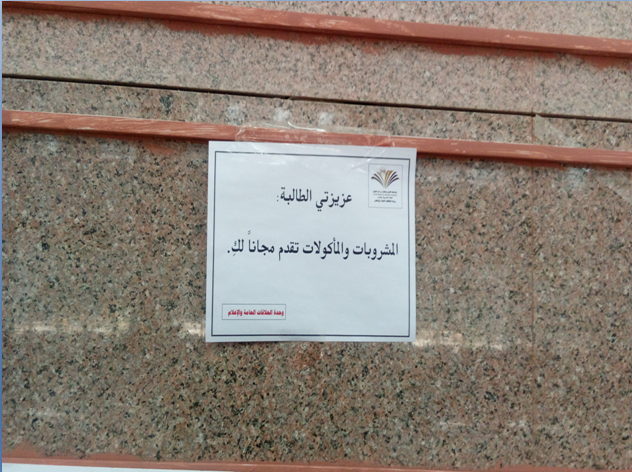 عزيزتي الطالبة:
المشروبات والمأكولات تقدم مجاناً لكِ.
وحدة العلاقات العامة والإعلام